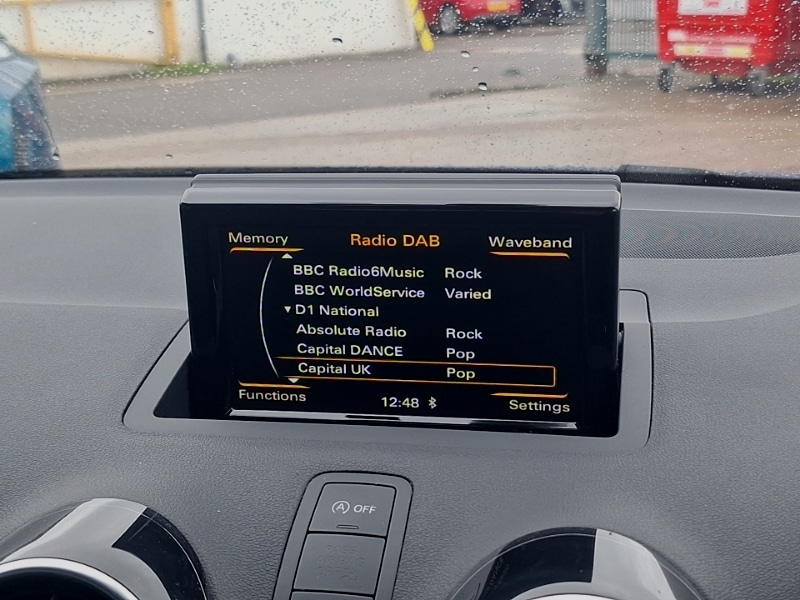 Memory Radio DAB Waveband
BBC Radio6Music Rock
BBC WorldService Varied
D1 National
Absolute Radio Rock
Capital DANCE Pop
Capital UK Pop
Functions 12:48 Settings
A OFF